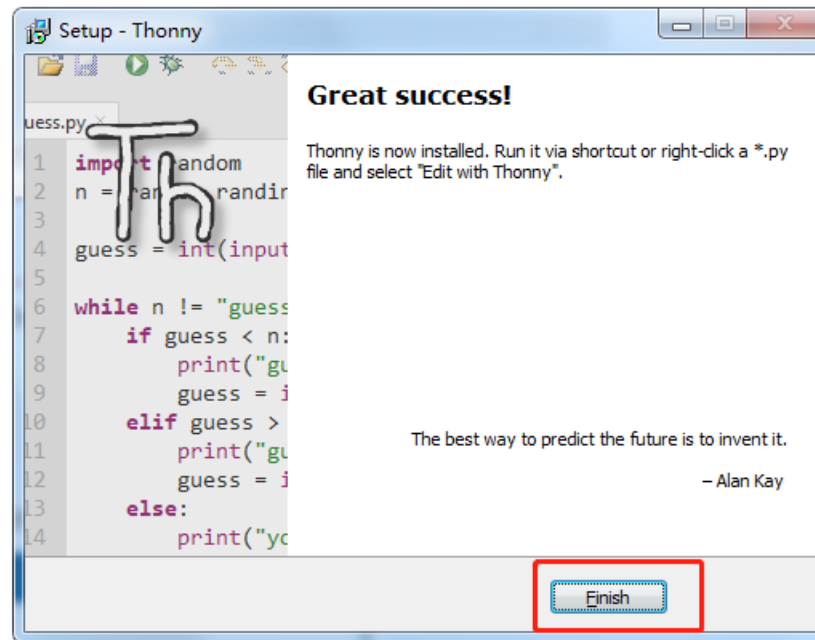 Setup - Thonny
uess.py
Th
Great success!
Thonny is now installed. Run it via shortcut or right-click a *.py
file and select "Edit with Thonny".
1 import random
2 n = randin
3
4 guess = int(input
5
6 while n != "guess
7 if guess < n:
8 print("gu
9 guess = i
10 elif guess >
11 print("gu
12 guess = i
13 else:
14 print("yo
The best way to predict the future is to invent it.
– Alan Kay
Finish